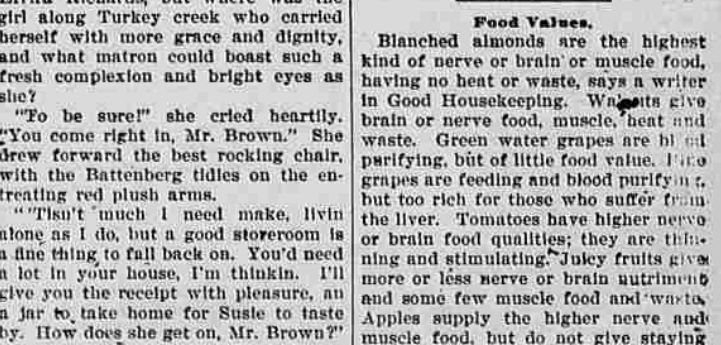 girl along Turkey creek who carried
herself with more grace and dignity,
and what matron could boast such a
fresh complexion and bright eyes as
she?
"To be sure!" she cried heartily.
"You come right in, Mr. Brown." She
drew forward the best rocking chair,
with the Battenberg tidies on the en-
treating red plush arms.
"'Tisn't much I need make, livin
alone as I do, but a good storeroom is
a fine thing to fall back on. You'd need
a lot in your house, I'm thinkin. I'll
give you the receipt with pleasure, an
a jar to take home for Susie to taste
by. How does she get on, Mr. Brown?"
Food Values.
Blanched almonds are the highest
kind of nerve or brain or muscle food,
having no heat or waste, says a writer
in Good Housekeeping. Walnuts give
brain or nerve food, muscle, heat and
waste. Green water grapes are blood
purifying, but of little food value. Blue
grapes are feeding and blood purifying,
but too rich for those who suffer from
the liver. Tomatoes have higher nerve
or brain food qualities; they are thin-
ning and stimulating. Juicy fruits give
more or less nerve or brain nutriment
and some few muscle food and waste.
Apples supply the higher nerve and
muscle food, but do not give staying